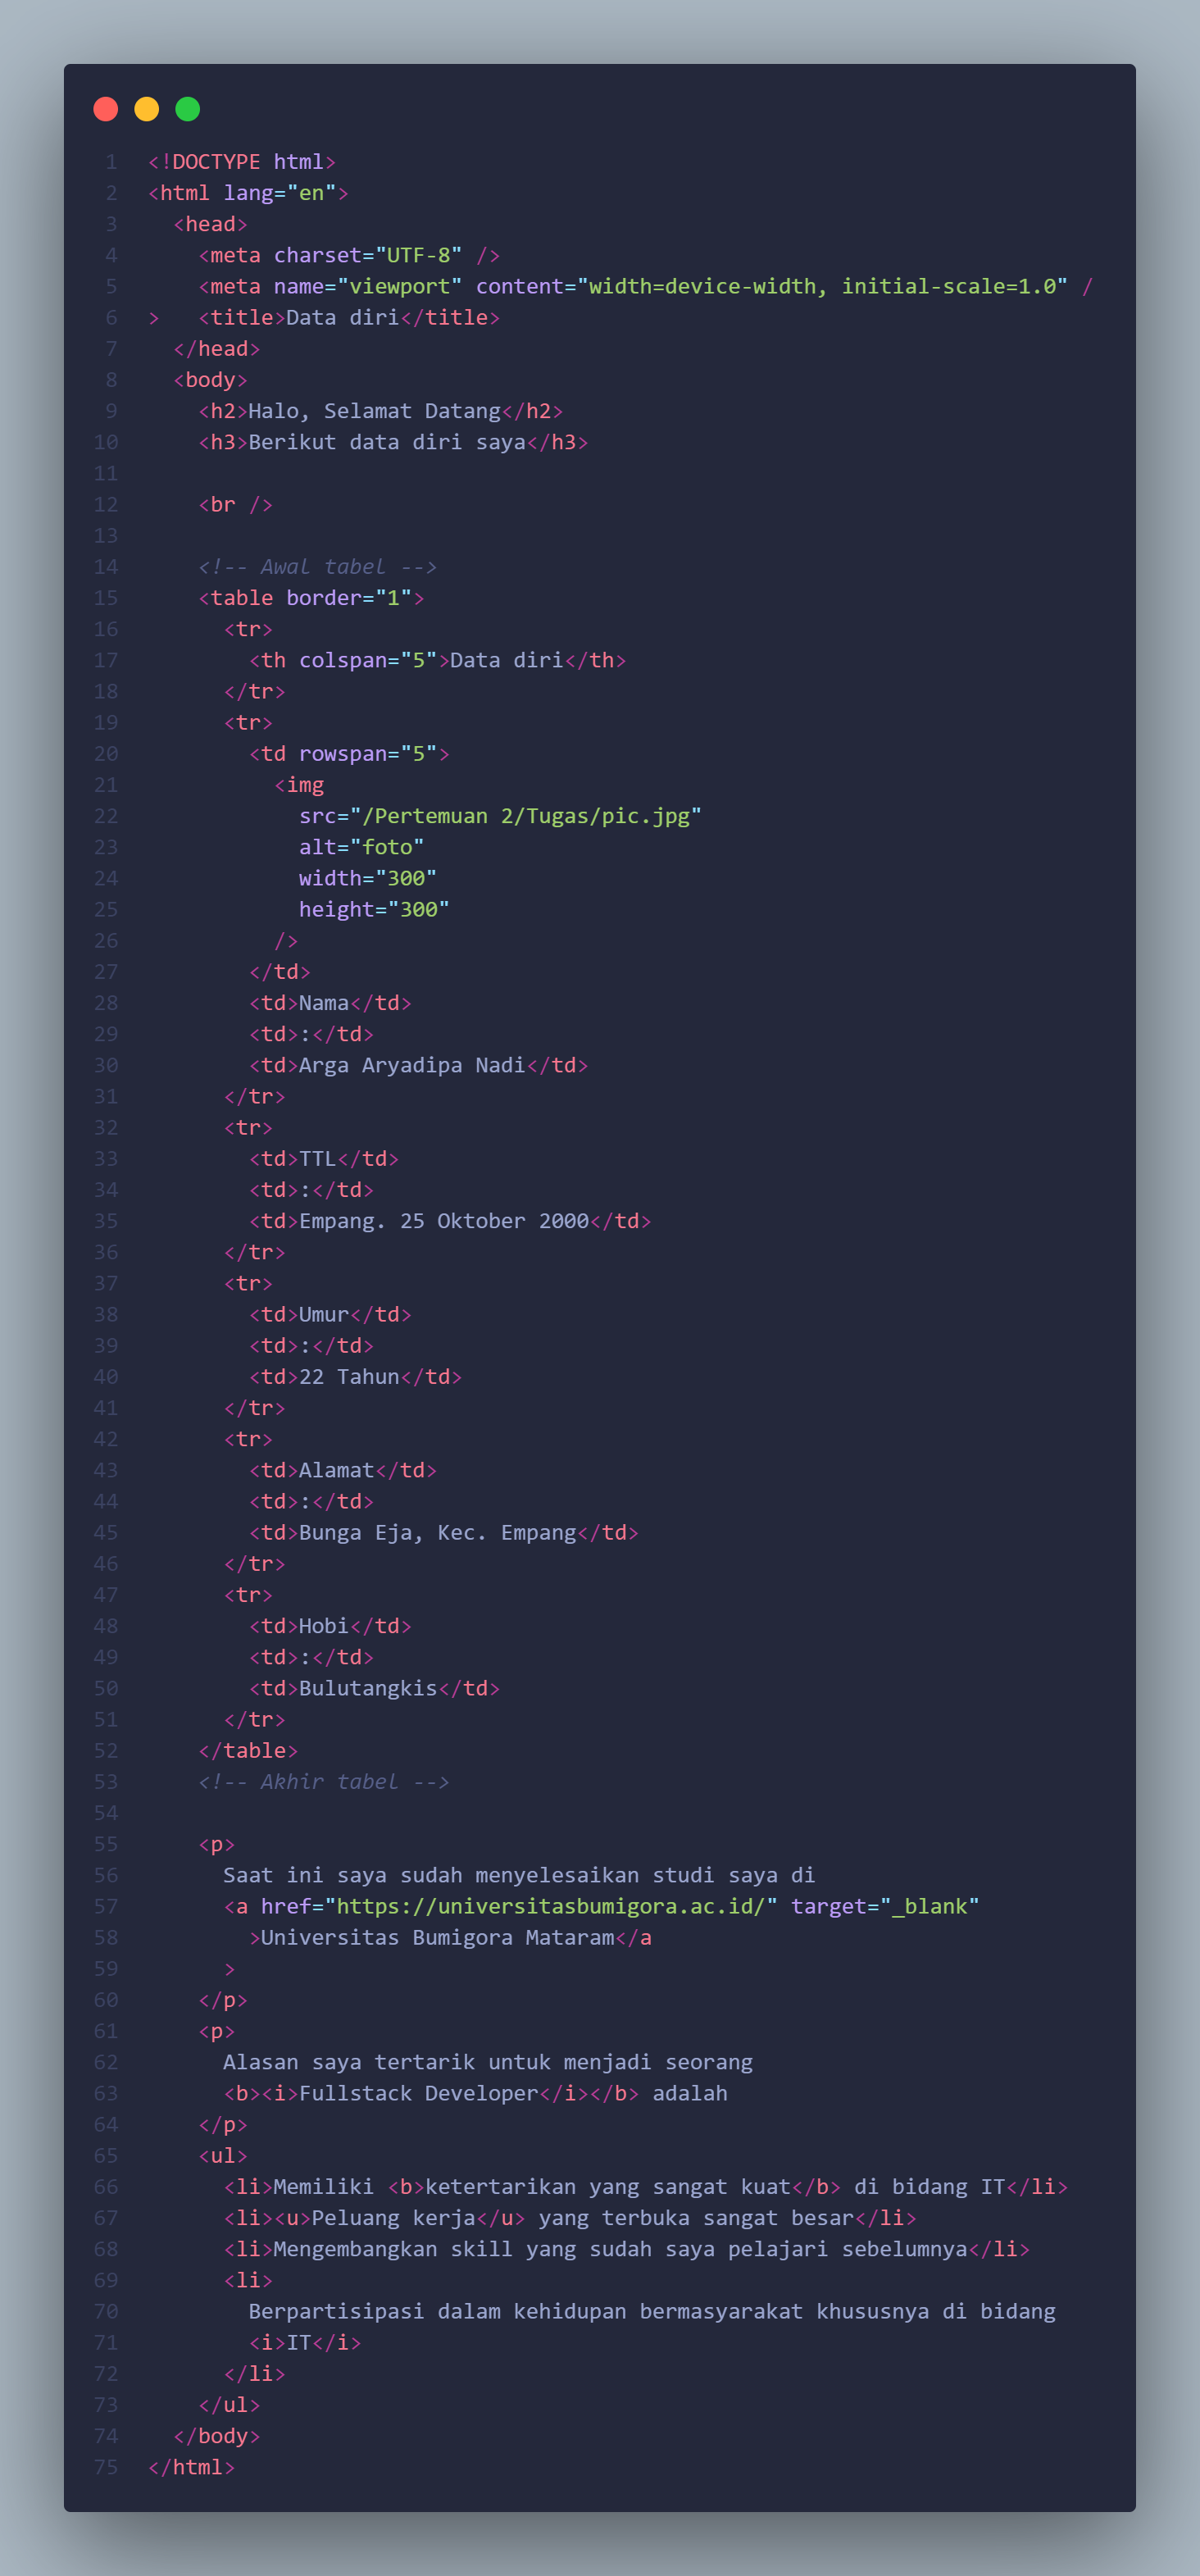 1 <!DOCTYPE html>
2 <html lang="en">
3   <head>
4     <meta charset="UTF-8" />
5     <meta name="viewport" content="width=device-width, initial-scale=1.0" /
6 >   <title>Data diri</title>
7   </head>
8   <body>
9     <h2>Halo, Selamat Datang</h2>
10     <h3>Berikut data diri saya</h3>
11
12     <br />
13
14     <!-- Awal tabel -->
15     <table border="1">
16       <tr>
17         <th colspan="5">Data diri</th>
18       </tr>
19       <tr>
20         <td rowspan="5">
21           <img
22             src="/Pertemuan 2/Tugas/pic.jpg"
23             alt="foto"
24             width="300"
25             height="300"
26           />
27         </td>
28         <td>Nama</td>
29         <td>:</td>
30         <td>Arga Aryadipa Nadi</td>
31       </tr>
32       <tr>
33         <td>TTL</td>
34         <td>:</td>
35         <td>Empang. 25 Oktober 2000</td>
36       </tr>
37       <tr>
38         <td>Umur</td>
39         <td>:</td>
40         <td>22 Tahun</td>
41       </tr>
42       <tr>
43         <td>Alamat</td>
44         <td>:</td>
45         <td>Bunga Eja, Kec. Empang</td>
46       </tr>
47       <tr>
48         <td>Hobi</td>
49         <td>:</td>
50         <td>Bulutangkis</td>
51       </tr>
52     </table>
53     <!-- Akhir tabel -->
54
55     <p>
56       Saat ini saya sudah menyelesaikan studi saya di
57       <a href="https://universitasbumigora.ac.id/" target="_blank"
58         >Universitas Bumigora Mataram</a
59       >
60     </p>
61     <p>
62       Alasan saya tertarik untuk menjadi seorang
63       <b><i>Fullstack Developer</i></b> adalah
64     </p>
65     <ul>
66       <li>Memiliki <b>ketertarikan yang sangat kuat</b> di bidang IT</li>
67       <li><u>Peluang kerja</u> yang terbuka sangat besar</li>
68       <li>Mengembangkan skill yang sudah saya pelajari sebelumnya</li>
69       <li>
70         Berpartisipasi dalam kehidupan bermasyarakat khususnya di bidang
71         <i>IT</i>
72       </li>
73     </ul>
74   </body>
75 </html>